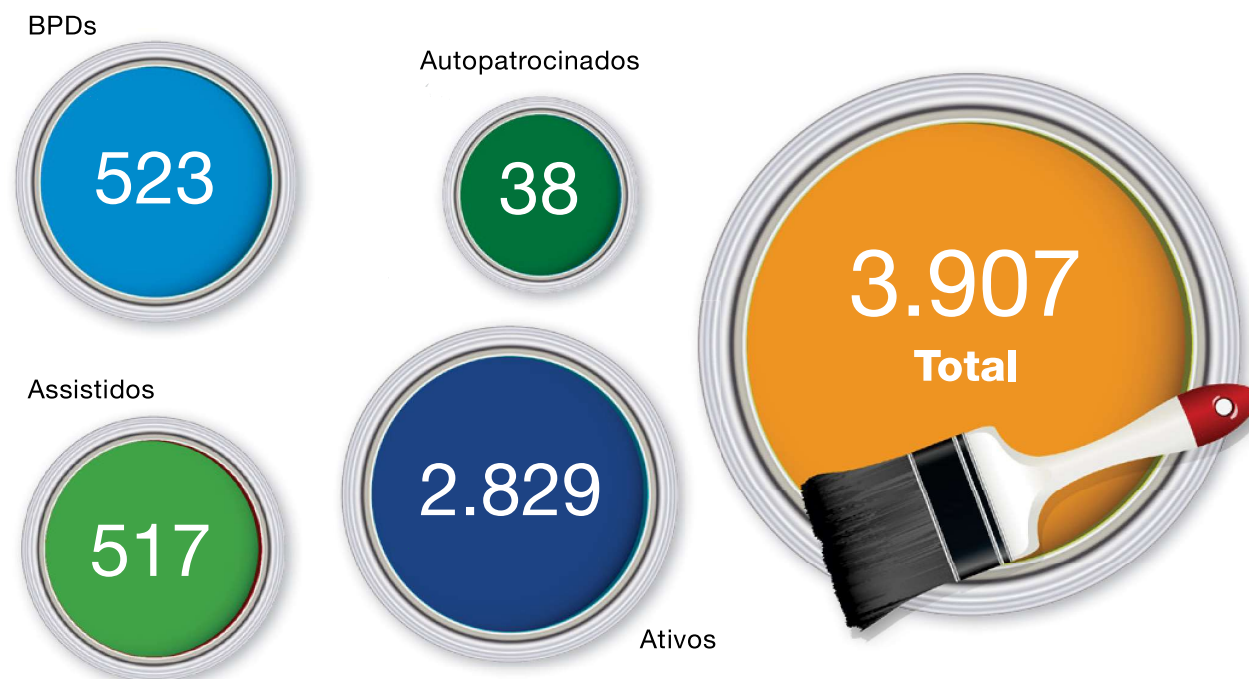 BPDs
523
Autopatrocinados
38
3.907
Total
Assistidos
517
2.829
Ativos